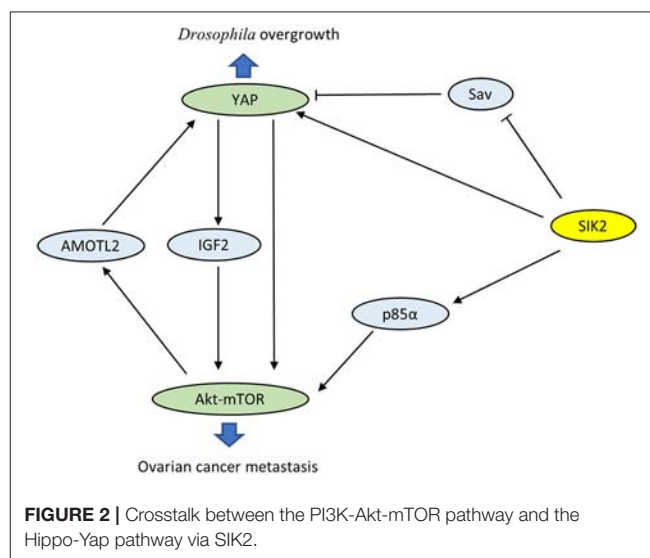 Drosophila overgrowth
YAP
Sav
SIK2
AMOTL2
IGF2
p85α
Akt-mTOR
Ovarian cancer metastasis
FIGURE 2 | Crosstalk between the PI3K-Akt-mTOR pathway and the
Hippo-Yap pathway via SIK2.